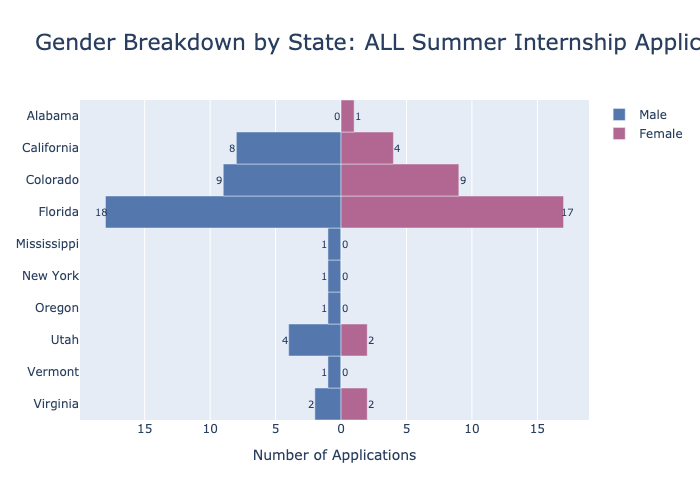 Gender Breakdown by State: ALL Summer Internship Applic
Male
Female
Alabama 0 1
California 8 4
Colorado 9 9
Florida 18 17
Mississippi 1 0
New York 1 0
Oregon 1 0
Utah 4 2
Vermont 1 0
Virginia 2 2
15 10 5 0 5 10 15
Number of Applications